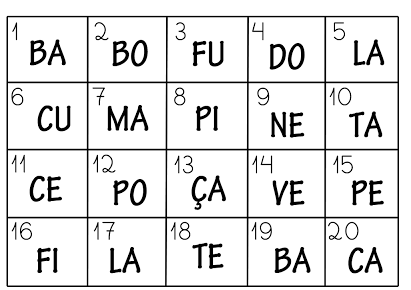 1 BA 2 BO 3 FU 4 DO 5 LA
6 CU 7 MA 8 PI 9 NE 10 TA
11 CE 12 PO 13 ÇA 14 VE 15 PE
16 FI 17 LA 18 TE 19 BA 20 CA